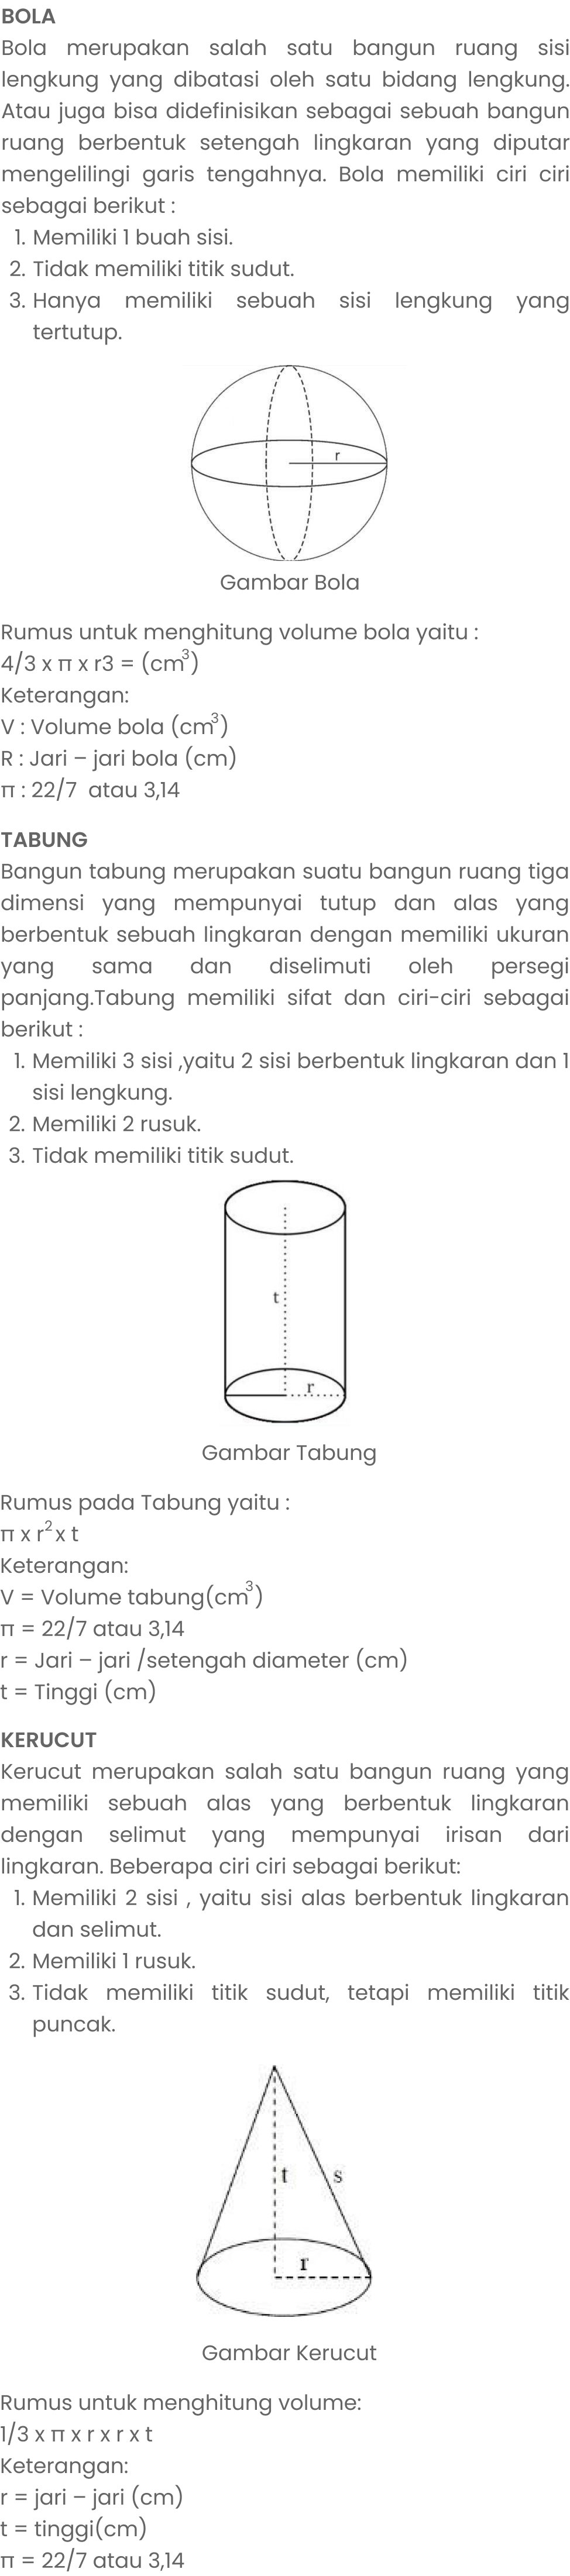 BOLA
Bola merupakan salah satu bangun ruang sisi
lengkung yang dibatasi oleh satu bidang lengkung.
Atau juga bisa didefinisikan sebagai sebuah bangun
ruang berbentuk setengah lingkaran yang diputar
mengelilingi garis tengahnya. Bola memiliki ciri ciri
sebagai berikut :
1. Memiliki 1 buah sisi.
2. Tidak memiliki titik sudut.
3. Hanya memiliki sebuah sisi lengkung yang
tertutup.
r
Gambar Bola
Rumus untuk menghitung volume bola yaitu :
4/3 x π x r3 = (cm³)
Keterangan:
V : Volume bola (cm³)
R : Jari – jari bola (cm)
π : 22/7 atau 3,14
TABUNG
Bangun tabung merupakan suatu bangun ruang tiga
dimensi yang mempunyai tutup dan alas yang
berbentuk sebuah lingkaran dengan memiliki ukuran
yang sama dan diselimuti oleh persegi
panjang.Tabung memiliki sifat dan ciri-ciri sebagai
berikut :
1. Memiliki 3 sisi ,yaitu 2 sisi berbentuk lingkaran dan 1
sisi lengkung.
2. Memiliki 2 rusuk.
3. Tidak memiliki titik sudut.
t
r
Gambar Tabung
Rumus pada Tabung yaitu :
π x r² x t
Keterangan:
V = Volume tabung(cm³)
π = 22/7 atau 3,14
r = Jari – jari /setengah diameter (cm)
t = Tinggi (cm)
KERUCUT
Kerucut merupakan salah satu bangun ruang yang
memiliki sebuah alas yang berbentuk lingkaran
dengan selimut yang mempunyai irisan dari
lingkaran. Beberapa ciri ciri sebagai berikut:
1. Memiliki 2 sisi , yaitu sisi alas berbentuk lingkaran
dan selimut.
2. Memiliki 1 rusuk.
3. Tidak memiliki titik sudut, tetapi memiliki titik
puncak.
t s
r
Gambar Kerucut
Rumus untuk menghitung volume:
1/3 x π x r x r x t
Keterangan:
r = jari – jari (cm)
t = tinggi(cm)
π = 22/7 atau 3,14